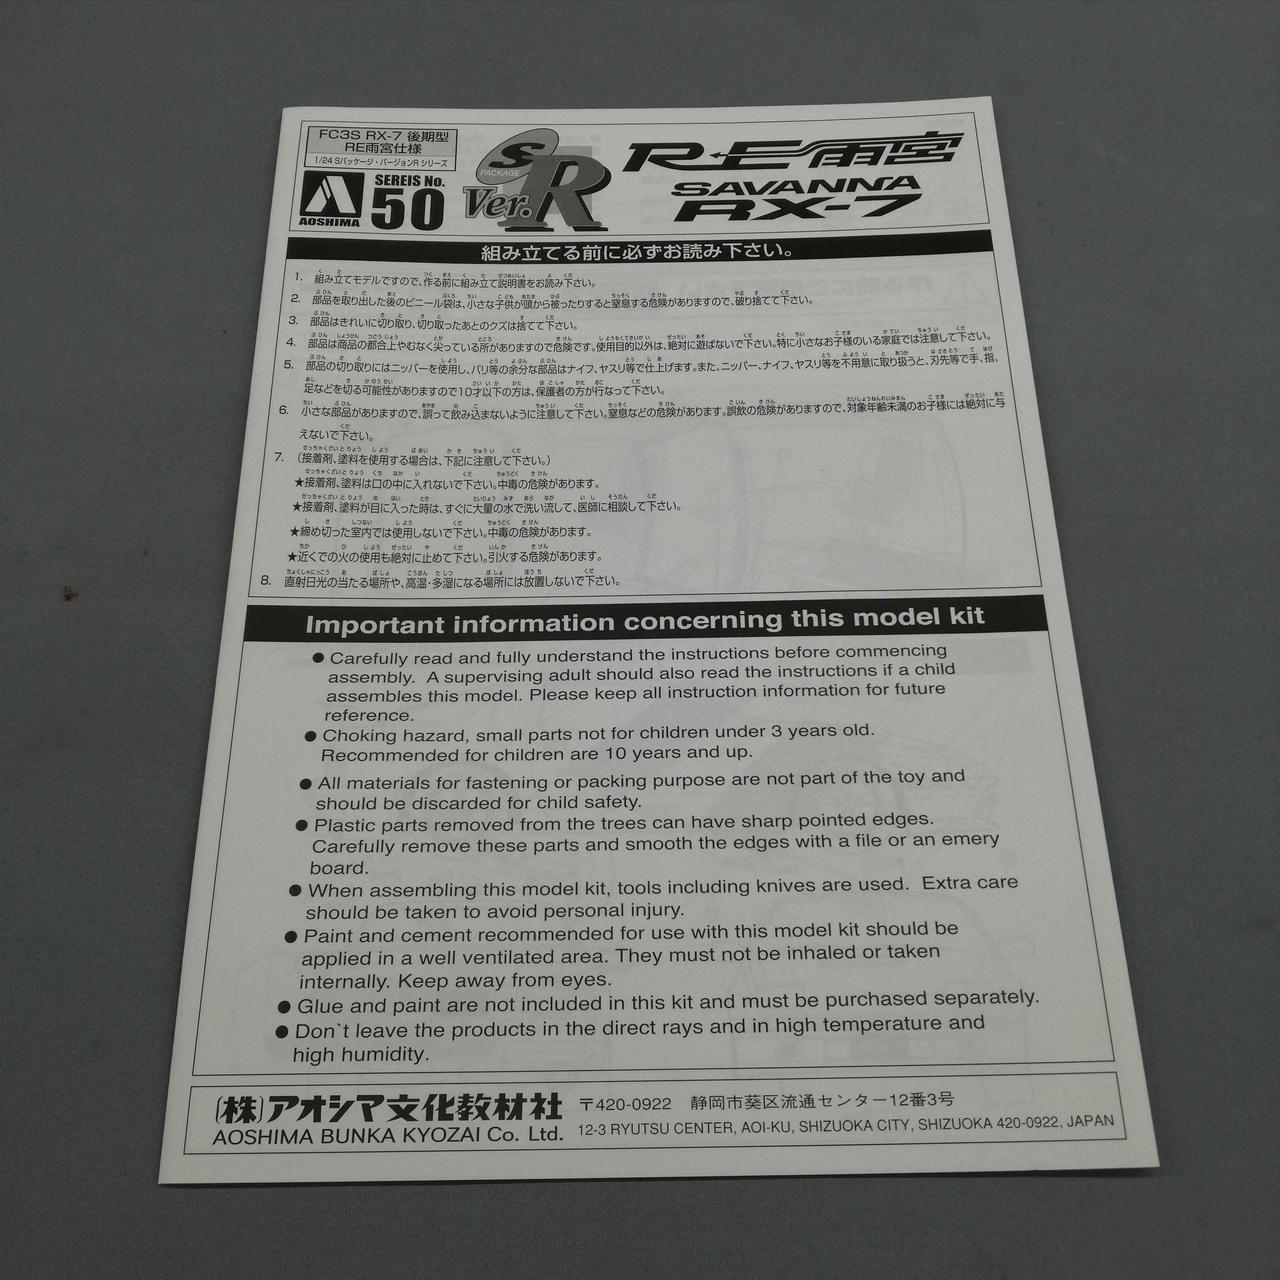 FC3S RX-7 後期型
RE雨宮仕様
1/24 Sパッケージ・バージョンR シリーズ
AOSHIMA
SEREIS No.
50
S PACKAGE
Ver.R
RE雨宮
SAVANNA
RX-7
組み立てる前に必ずお読み下さい。
1. 組み立てモデルですので、作る前に組み立て説明書をお読み下さい。
2. 部品を取り出した後のビニール袋は、小さな子供が頭から被ったりすると窒息する危険がありますので、破り捨てて下さい。
3. 部品はきれいに切り取り、切り取ったあとのクズは捨てて下さい。
4. 部品は商品の都合上やむなく尖っている所がありますので危険です。使用目的以外は、絶対に遊ばないで下さい。特に小さなお子様のいる家庭では注意して下さい。
5. 部品の切り取りにはニッパーを使用し、バリ等の余分な部品はナイフ、ヤスリ等で仕上げます。また、ニッパー、ナイフ、ヤスリ等を不用意に取り扱うと、刃先等で手、指、
足などを切る可能性がありますので10才以下の方は、保護者の方が行なって下さい。
6. 小さな部品がありますので、誤って飲み込まないように注意して下さい。窒息などの危険があります。誤飲の危険がありますので、対象年齢未満のお子様には絶対に与
えないで下さい。
7. (接着剤、塗料を使用する場合は、下記に注意して下さい。)
★接着剤、塗料は口の中に入れないで下さい。中毒の危険があります。
★接着剤、塗料が目に入った時は、すぐに大量の水で洗い流して、医師に相談して下さい。
★締め切った室内では使用しないで下さい。中毒の危険があります。
★近くでの火の使用も絶対に止めて下さい。引火する危険があります。
8. 直射日光の当たる場所や、高温・多湿になる場所には放置しないで下さい。
Important information concerning this model kit
● Carefully read and fully understand the instructions before commencing
assembly. A supervising adult should also read the instructions if a child
assembles this model. Please keep all instruction information for future
reference.
● Choking hazard, small parts not for children under 3 years old.
Recommended for children are 10 years and up.
● All materials for fastening or packing purpose are not part of the toy and
should be discarded for child safety.
● Plastic parts removed from the trees can have sharp pointed edges.
Carefully remove these parts and smooth the edges with a file or an emery
board.
● When assembling this model kit, tools including knives are used. Extra care
should be taken to avoid personal injury.
● Paint and cement recommended for use with this model kit should be
applied in a well ventilated area. They must not be inhaled or taken
internally. Keep away from eyes.
● Glue and paint are not included in this kit and must be purchased separately.
● Don`t leave the products in the direct rays and in high temperature and
high humidity.
(株)アオシマ文化教材社 〒420-0922 静岡市葵区流通センター12番3号
AOSHIMA BUNKA KYOZAI Co. Ltd. 12-3 RYUTSU CENTER, AOI-KU, SHIZUOKA CITY, SHIZUOKA 420-0922, JAPAN